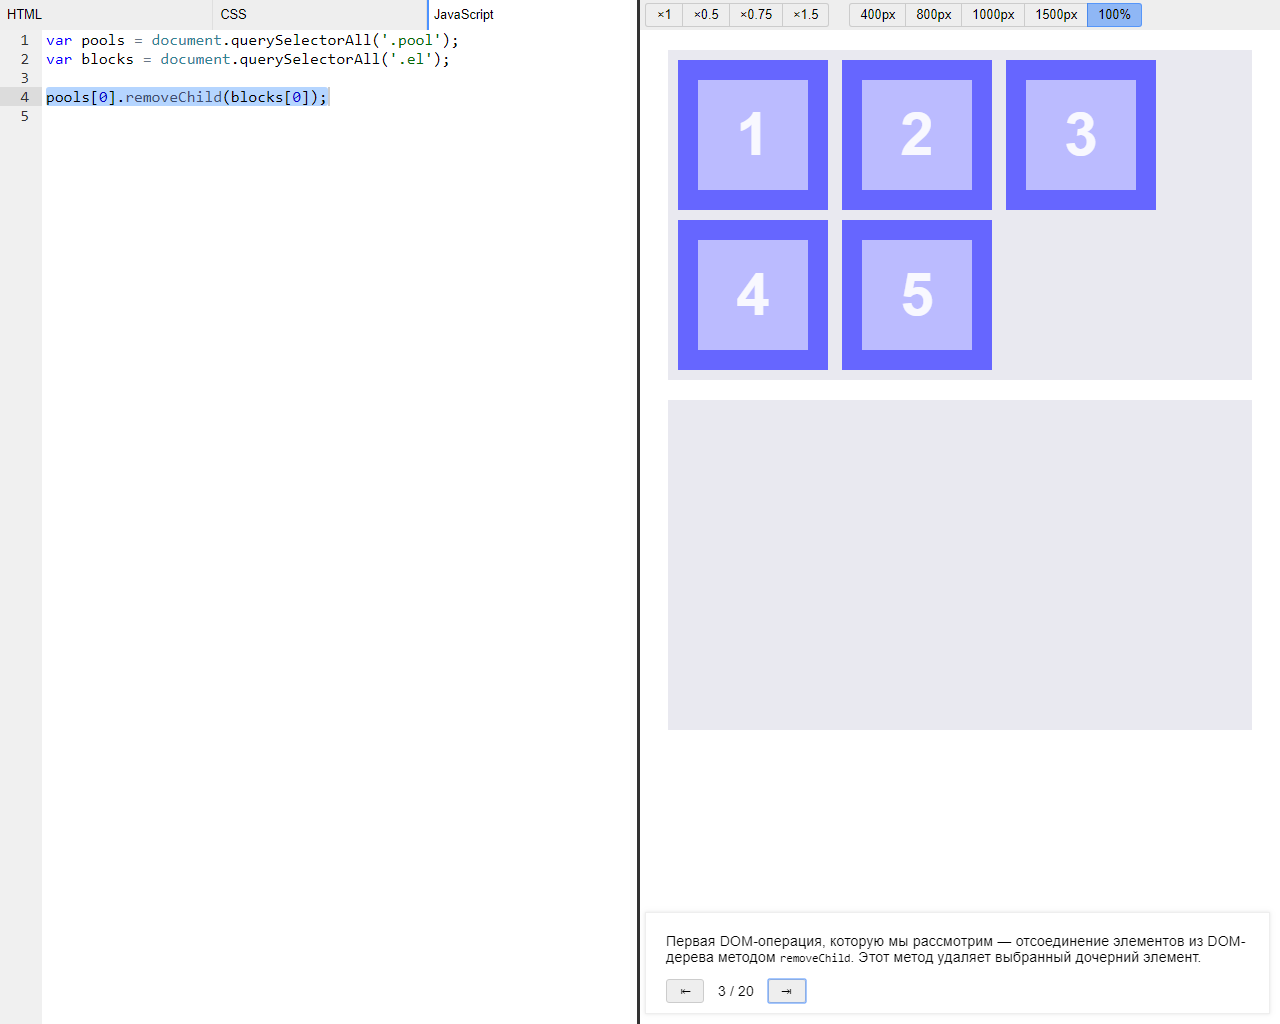 HTML CSS JavaScript
1 var pools = document.querySelectorAll('.pool');
2 var blocks = document.querySelectorAll('.el');
3
4 pools[0].removeChild(blocks[0]);
5
×1 ×0.5 ×0.75 ×1.5 400px 800px 1000px 1500px 100%
1 2 3
4 5
Первая DOM-операция, которую мы рассмотрим — отсоединение элементов из DOM-
дерева методом removeChild. Этот метод удаляет выбранный дочерний элемент.
⇤ 3 / 20 ⇥